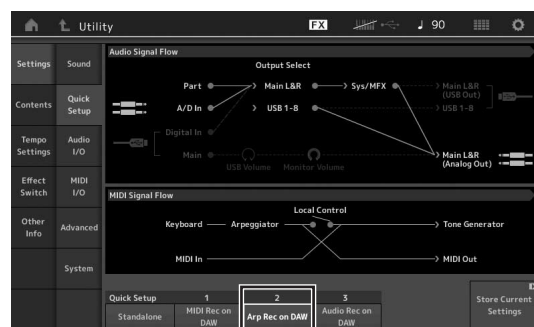 Utility
FX
90
Settings
Sound
Contents
Quick Setup
Tempo Settings
Audio I/O
Effect Switch
MIDI I/O
Other Info
Advanced
System
Audio Signal Flow
Output Select
Part
Main L&R
Sys/MFX
Main L&R (USB Out)
A/D In
USB 1-8
USB 1-8
Digital In
Main
USB Volume
Monitor Volume
Main L&R (Analog Out)
MIDI Signal Flow
Local Control
Keyboard
Arpeggiator
Tone Generator
MIDI In
MIDI Out
Quick Setup
1
2
3
Standalone
MIDI Rec on DAW
Arp Rec on DAW
Audio Rec on DAW
Store Current Settings